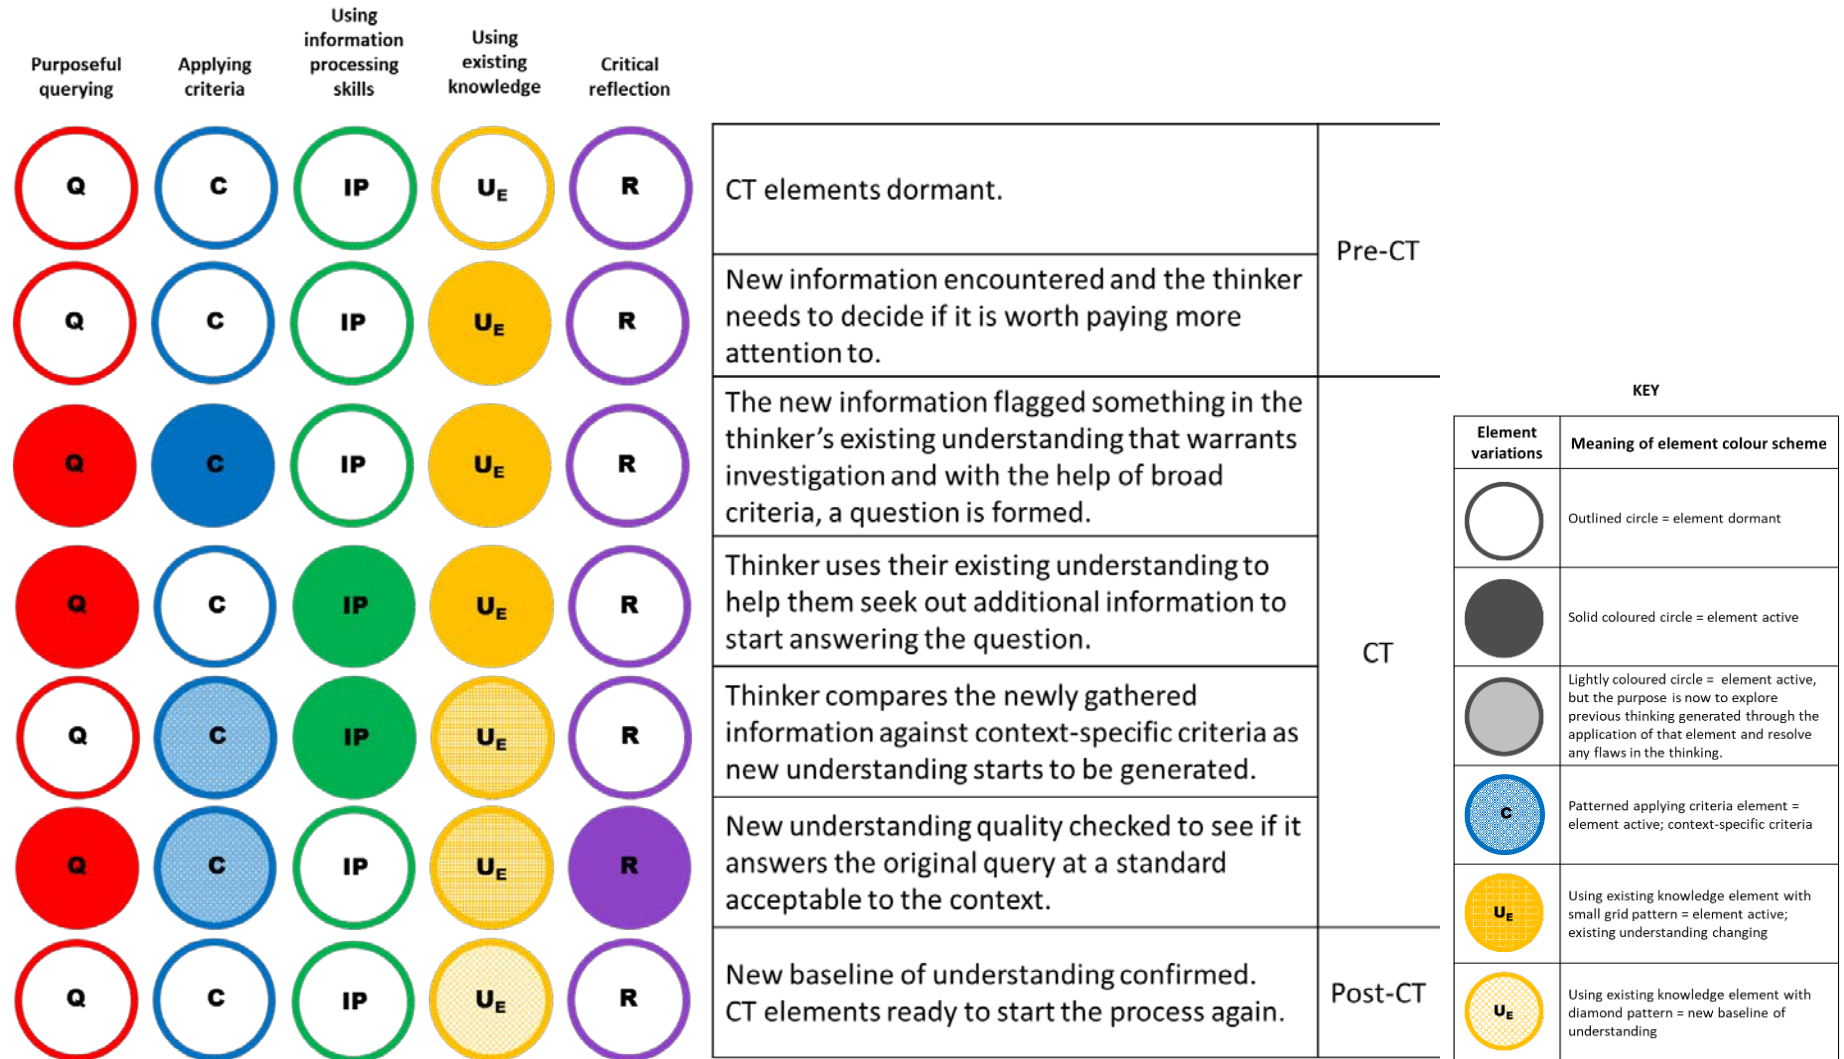 Purposeful
querying
Applying
criteria
Using
information
processing
skills
Using
existing
knowledge
Critical
reflection
Q C IP UE R
CT elements dormant.
Pre-CT
Q C IP UE R
New information encountered and the thinker
needs to decide if it is worth paying more
attention to.
Q C IP UE R
The new information flagged something in the
thinker's existing understanding that warrants
investigation and with the help of broad
criteria, a question is formed.
Q C IP UE R
Thinker uses their existing understanding to
help them seek out additional information to
start answering the question.
CT
Q C IP UE R
Thinker compares the newly gathered
information against context-specific criteria as
new understanding starts to be generated.
Q C IP UE R
New understanding quality checked to see if it
answers the original query at a standard
acceptable to the context.
Q C IP UE R
New baseline of understanding confirmed.
CT elements ready to start the process again.
Post-CT
KEY
Element
variations
Meaning of element colour scheme
Outlined circle = element dormant
Solid coloured circle = element active
Lightly coloured circle = element active,
but the purpose is now to explore
previous thinking generated through the
application of that element and resolve
any flaws in the thinking.
C
Patterned applying criteria element =
element active; context-specific criteria
UE
Using existing knowledge element with
small grid pattern = element active;
existing understanding changing
UE
Using existing knowledge element with
diamond pattern = new baseline of
understanding